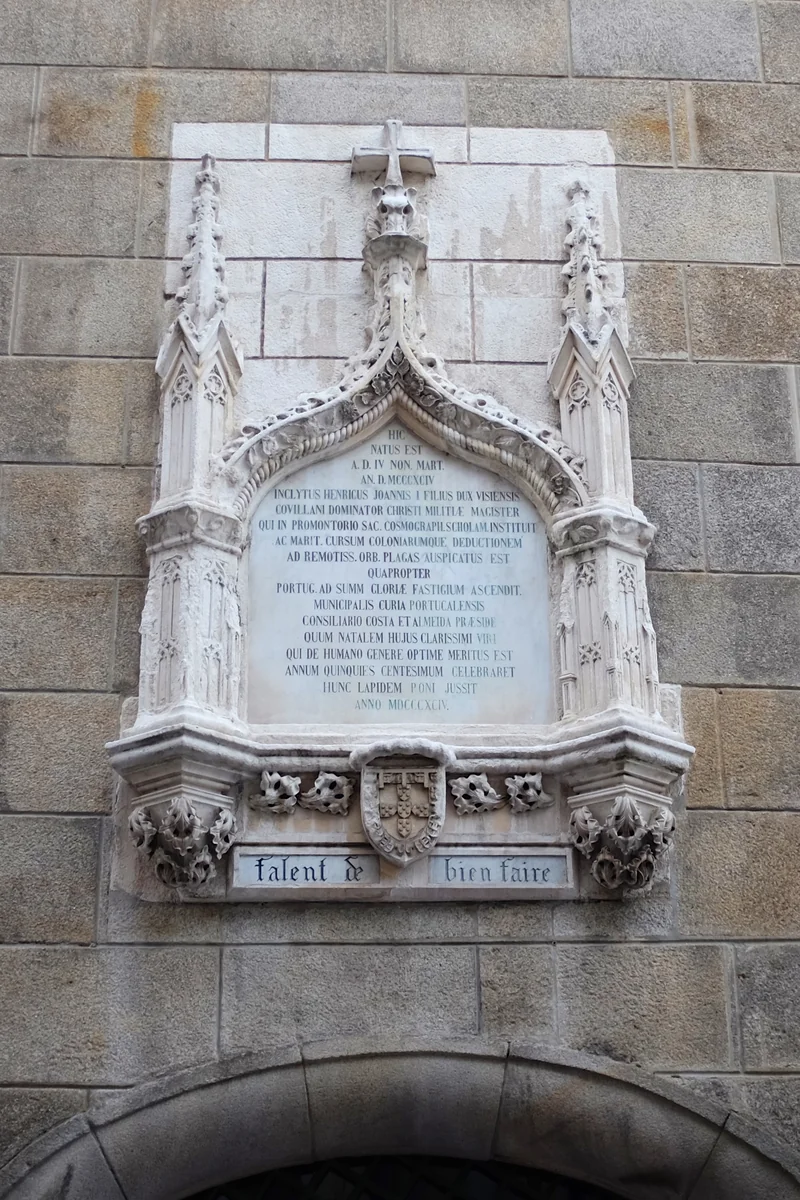 HIC
NATUS EST
A. D. IV NON. MART.
AN. D. MCCCXCIV
INCLYTUS HENRICUS JOANNIS I FILIUS DUX VISIENSIS
COVILLANI DOMINATOR CHRISTI MILITIÆ MAGISTER
QUI IN PROMONTORIO SAC. COSMOGRAPH. SCHOLAM. INSTITUIT
AC MARIT. CURSUM COLONIARUMQUE, DEDUCTIONEM
AD REMOTISS. ORB. PLAGAS AUSPICATUS EST
QUAPROPTER
PORTUG. AD SUMM GLORIÆ FASTIGIUM ASCENDIT.
MUNICIPALIS CURIA PORTUCALENSIS
CONSILIARIO COSTA ET ALMEIDA PRÆSIDE
QUUM NATALEM HUJUS CLARISSIMI VIRI
QUI DE HUMANO GENERE OPTIME MERITUS EST
ANNUM QUINQUIES CENTESIMUM CELEBRARET
HUNC LAPIDEM PONI JUSSIT
ANNO MDCCCXCIV.
talent de bien faire